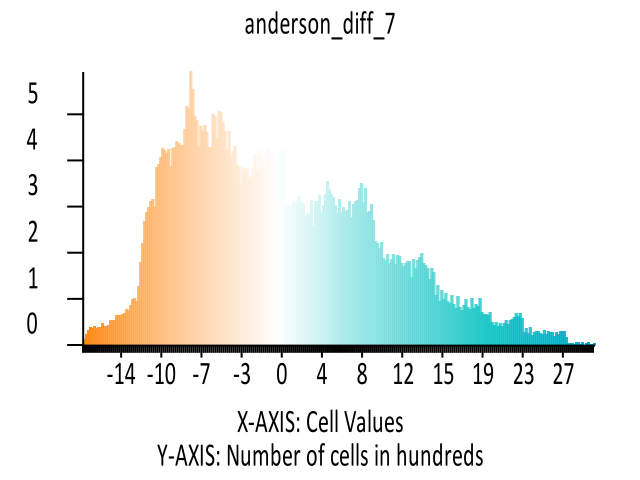 anderson_diff_7
5
4
3
2
1
0
-14 -10 -7 -3 0 4 8 12 15 19 23 27
X-AXIS: Cell Values
Y-AXIS: Number of cells in hundreds